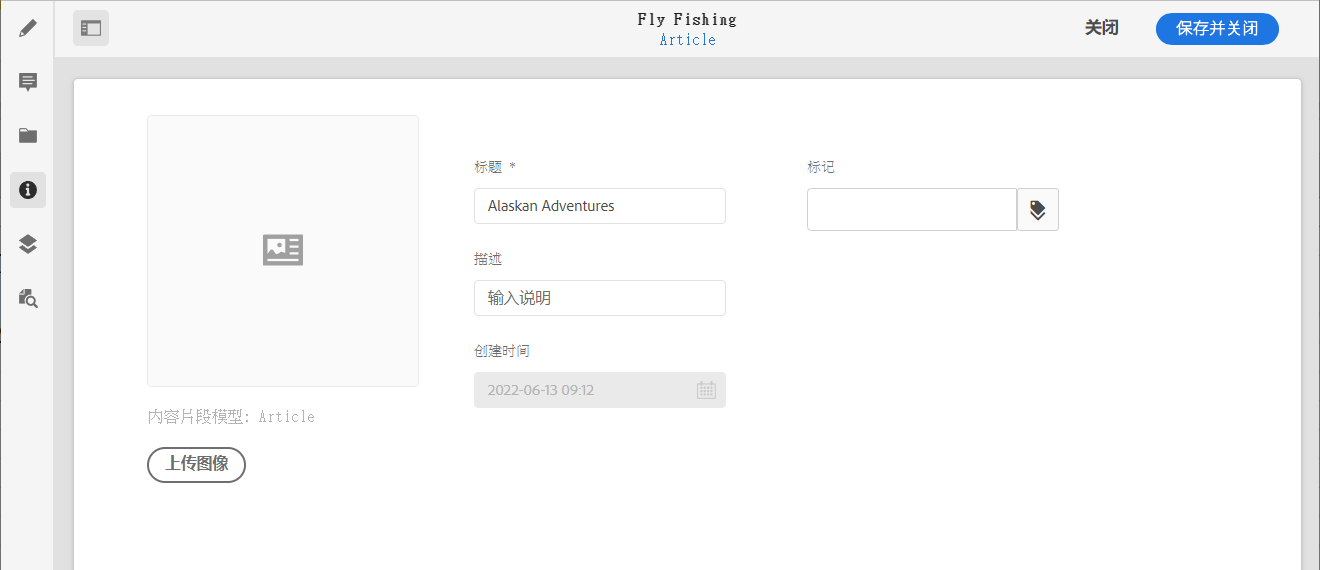 Fly Fishing
Article
关闭
保存并关闭
标题 *
标记
Alaskan Adventures
描述
输入说明
创建时间
2022-06-13 09:12
内容片段模型: Article
上传图像